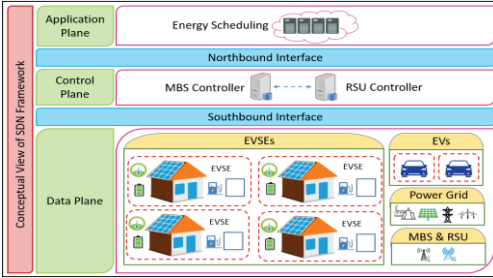 Conceptual View of SDN Framework
Application
Plane
Energy Scheduling
Northbound Interface
Control
Plane
MBS Controller
RSU Controller
Southbound Interface
Data Plane
EVSEs
EVSE
EVSE
EVSE
EVSE
EVs
Power Grid
MBS & RSU